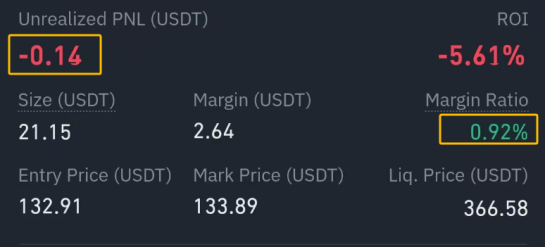 Unrealized PNL (USDT) ROI
-0.14 -5.61%
Size (USDT) Margin (USDT) Margin Ratio
21.15 2.64 0.92%
Entry Price (USDT) Mark Price (USDT) Liq. Price (USDT)
132.91 133.89 366.58